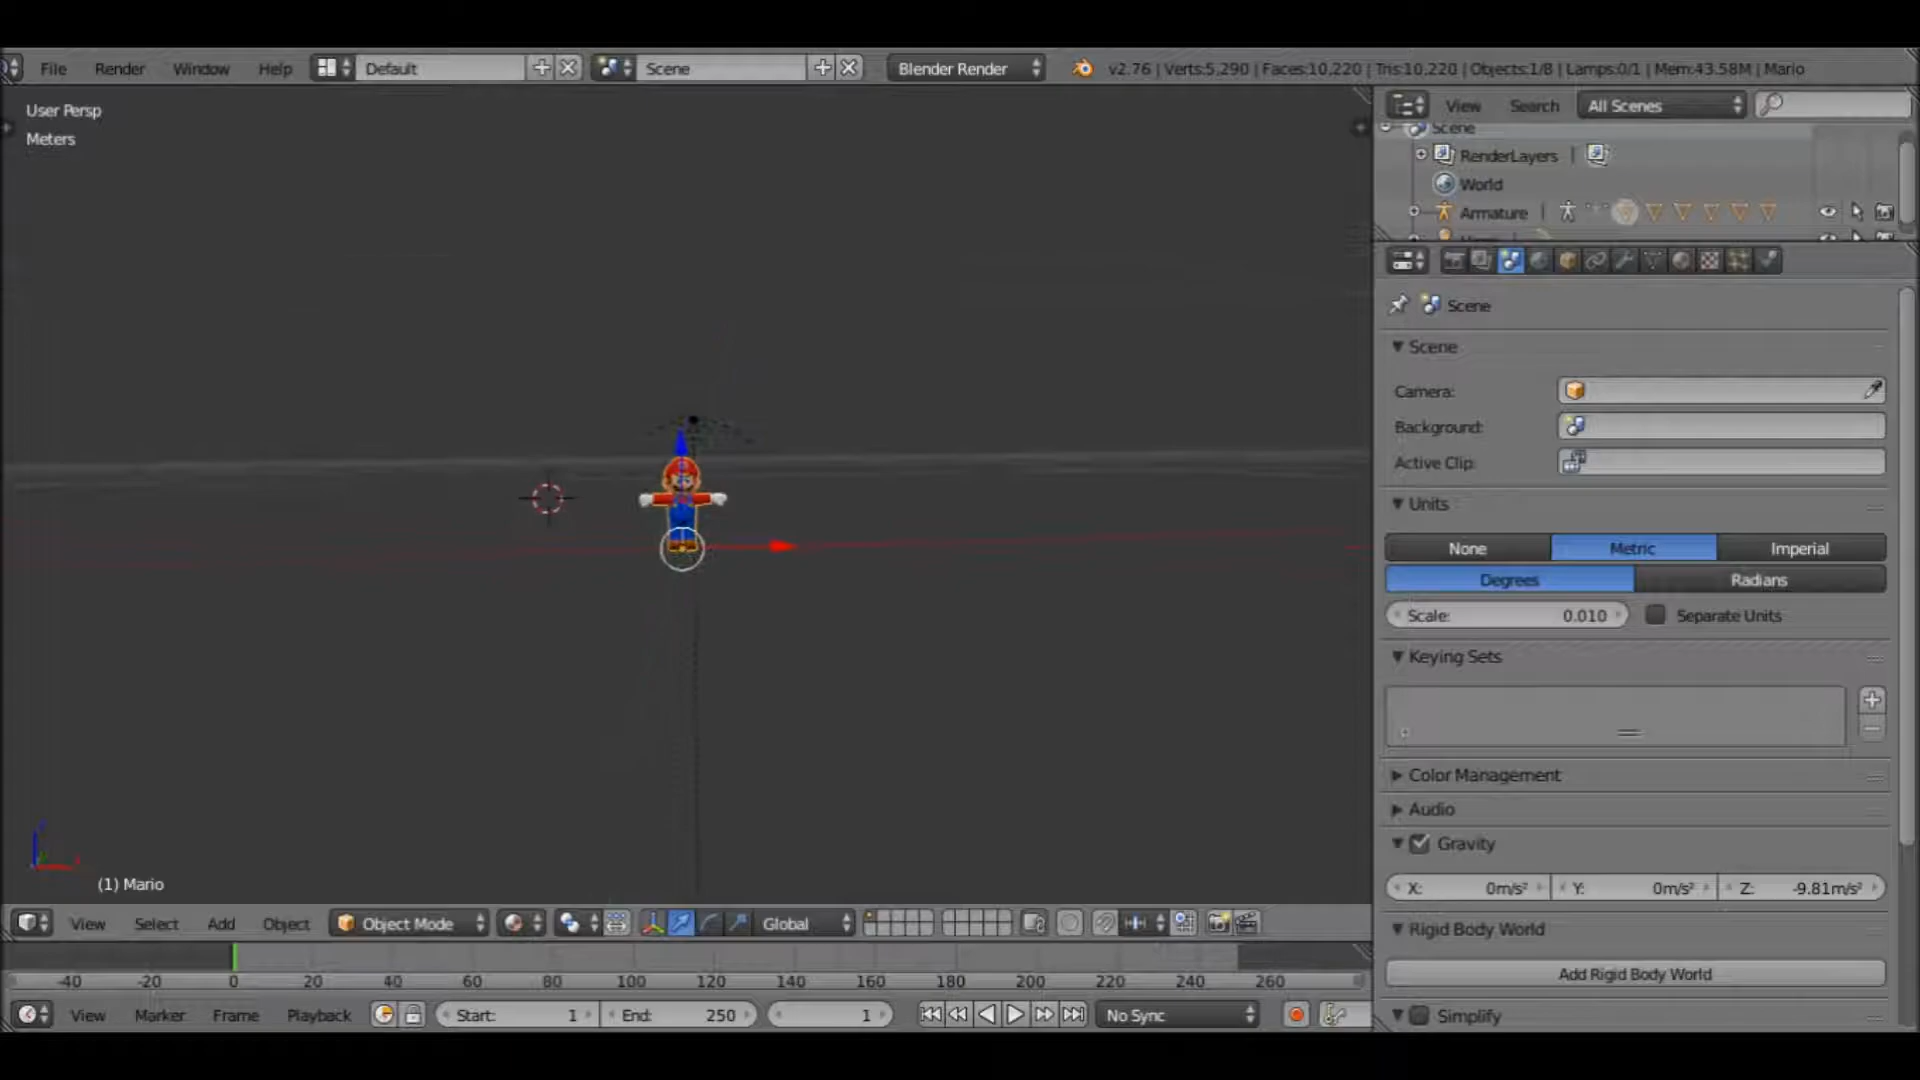 File Render Window Help Default Scene Blender Render v2.76 | Verts:5,290 | Faces:10,220 | Tris:10,220 | Objects:1/8 | Lamps:0/1 | Mem:43.58M | Mario
User Persp
Meters
(1) Mario
View Select Add Object Object Mode Global
-40 -20 0 20 40 60 80 100 120 140 160 180 200 220 240 260
View Marker Frame Playback Start: 1 End: 250 1 No Sync
View Search All Scenes
Scene
RenderLayers
World
Armature
Scene
Scene
Camera:
Background:
Active Clip:
Units
None Metric Imperial
Degrees Radians
Scale: 0.010 Separate Units
Keying Sets
Color Management
Audio
Gravity
X: 0m/s² Y: 0m/s² Z: -9.81m/s²
Rigid Body World
Add Rigid Body World
Simplify